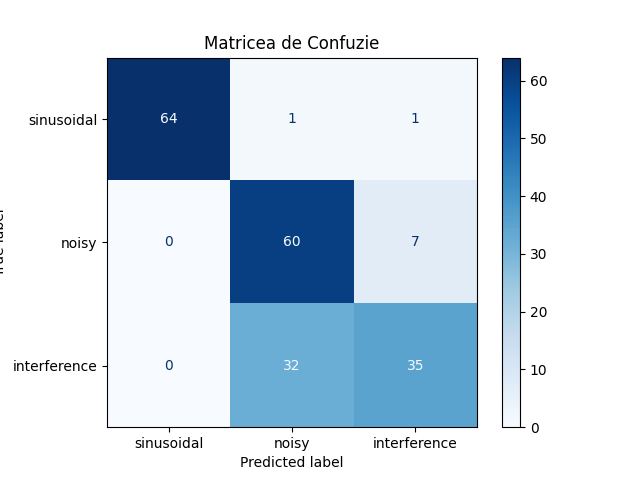 Matricea de Confuzie
sinusoidal 64 1 1
noisy 0 60 7
interference 0 32 35
sinusoidal noisy interference
Predicted label
60
50
40
30
20
10
0